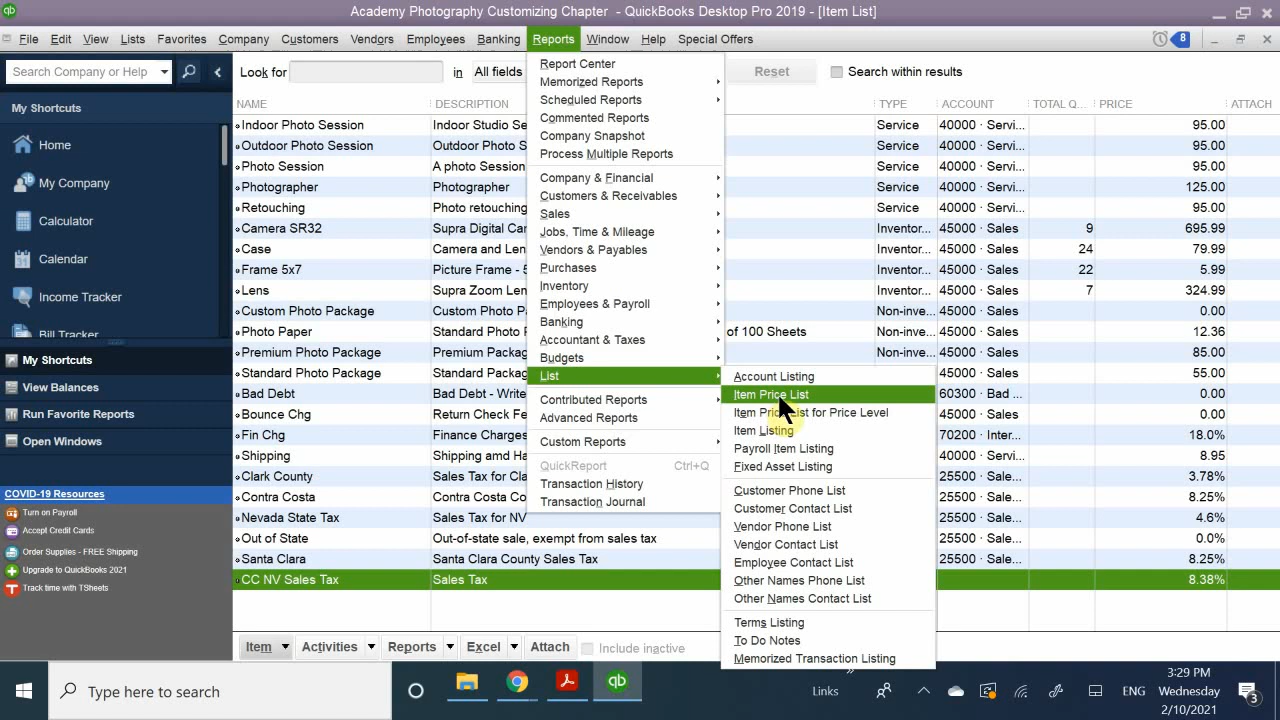 Academy Photography Customizing Chapter - QuickBooks Desktop Pro 2019 - [Item List]
File Edit View Lists Favorites Company Customers Vendors Employees Banking Reports Window Help Special Offers 8
Search Company or Help
Look for in All fields Reset Search within results
My Shortcuts
Home
My Company
Calculator
Calendar
Income Tracker
Bill Tracker
My Shortcuts
View Balances
Run Favorite Reports
Open Windows
COVID-19 Resources
Turn on Payroll
Accept Credit Cards
Order Supplies - FREE Shipping
Upgrade to QuickBooks 2021
Track time with TSheets
NAME DESCRIPTION TYPE ACCOUNT TOTAL Q... PRICE ATTACH
Indoor Photo Session Indoor Studio Se Service 40000 · Servi... 95.00
Outdoor Photo Session Outdoor Photo S Service 40000 · Servi... 95.00
Photo Session A photo Session Service 40000 · Servi... 95.00
Photographer Photographer Service 40000 · Servi... 125.00
Retouching Photo retouching Service 40000 · Servi... 95.00
Camera SR32 Supra Digital Car Inventor... 45000 · Sales 9 695.99
Case Camera and Len Inventor... 45000 · Sales 24 79.99
Frame 5x7 Picture Frame - 5 Inventor... 45000 · Sales 22 5.99
Lens Supra Zoom Len Inventor... 45000 · Sales 7 324.99
Custom Photo Package Custom Photo P Non-inve... 45000 · Sales 0.00
Photo Paper Standard Photo F of 100 Sheets Non-inve... 45000 · Sales 12.36
Premium Photo Package Premium Packag Non-inve... 45000 · Sales 85.00
Standard Photo Package Standard Photo P 45000 · Sales 55.00
Bad Debt Bad Debt - Write 60300 · Bad ... 0.00
Bounce Chg Return Check Fe 45000 · Sales 0.00
Fin Chg Finance Charges 70200 · Inter... 18.0%
Shipping Shipping amd Ha 45000 · Sales 8.95
Clark County Sales Tax for Cl 25500 · Sale... 3.78%
Contra Costa Contra Costa, Sales Tax 25500 · Sale... 8.25%
Nevada State Tax Sales Tax for NV 25500 · Sale... 4.6%
Out of State Out-of-state sale, exempt from sales tax 25500 · Sale... 0.0%
Santa Clara Santa Clara County Sales Tax 25500 · Sale... 8.25%
CC NV Sales Tax Sales Tax 8.38%
Report Center
Memorized Reports
Scheduled Reports
Commented Reports
Company Snapshot
Process Multiple Reports
Company & Financial
Customers & Receivables
Sales
Jobs, Time & Mileage
Vendors & Payables
Purchases
Inventory
Employees & Payroll
Banking
Accountant & Taxes
Budgets
List
Contributed Reports
Advanced Reports
Custom Reports
QuickReport Ctrl+Q
Transaction History
Transaction Journal
Account Listing
Item Price List
Item Price List for Price Level
Item Listing
Payroll Item Listing
Fixed Asset Listing
Customer Phone List
Customer Contact List
Vendor Phone List
Vendor Contact List
Employee Contact List
Other Names Phone List
Other Names Contact List
Terms Listing
To Do Notes
Memorized Transaction Listing
Item Activities Reports Excel Attach Include inactive
Type here to search
Links
ENG
3:29 PM
Wednesday
2/10/2021
3